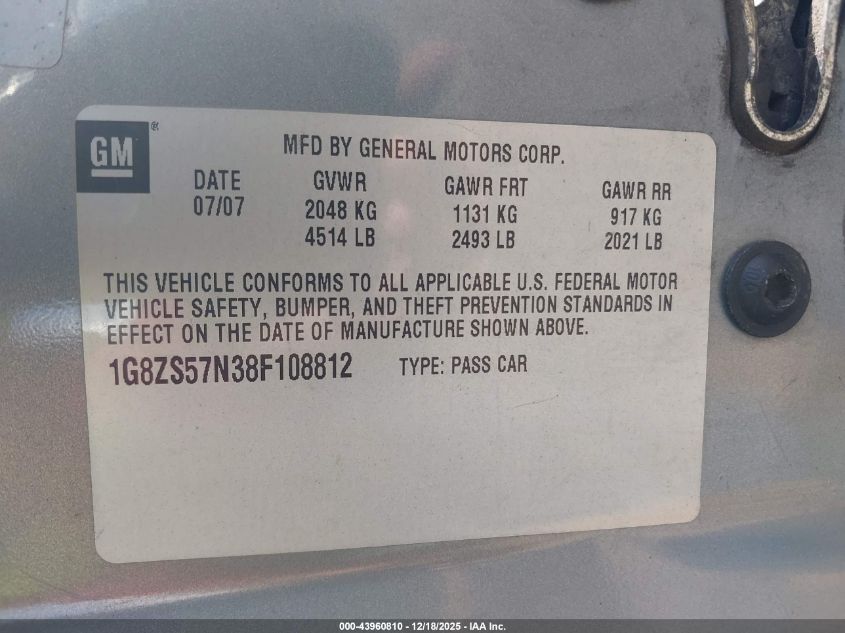 GM®
MFD BY GENERAL MOTORS CORP.
DATE GVWR GAWR FRT GAWR RR
07/07 2048 KG 1131 KG 917 KG
4514 LB 2493 LB 2021 LB
THIS VEHICLE CONFORMS TO ALL APPLICABLE U.S. FEDERAL MOTOR
VEHICLE SAFETY, BUMPER, AND THEFT PREVENTION STANDARDS IN
EFFECT ON THE DATE OF MANUFACTURE SHOWN ABOVE.
1G8ZS57N38F108812 TYPE: PASS CAR
000-43960810 - 12/18/2025 - IAA Inc.